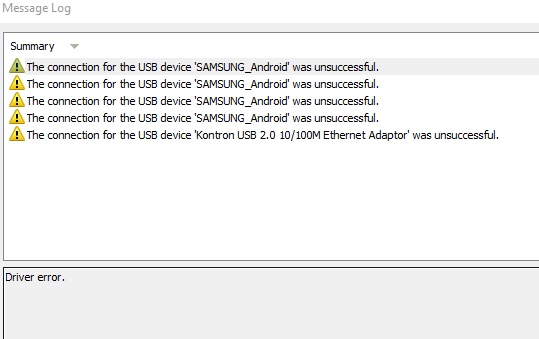 Message Log
Summary
The connection for the USB device 'SAMSUNG_Android' was unsuccessful.
The connection for the USB device 'SAMSUNG_Android' was unsuccessful.
The connection for the USB device 'SAMSUNG_Android' was unsuccessful.
The connection for the USB device 'SAMSUNG_Android' was unsuccessful.
The connection for the USB device 'Kontron USB 2.0 10/100M Ethernet Adaptor' was unsuccessful.
Driver error.